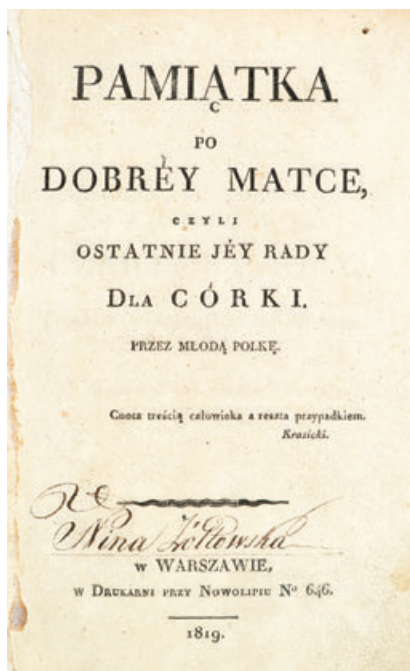 PAMIĄTKA
PO
DOBRÉY MATCE,
CZYLI
OSTATNIE JÉY RADY
DLA CÓRKI.
PRZEZ MŁODĄ POLKĘ.
Cnota treścią człowieka a reszta przypadkiem.
Krasicki.
Nina Żółtowska
W WARSZAWIE,
W DRUKARNI PRZY NOWOLIPIU Nº 646.
1819.